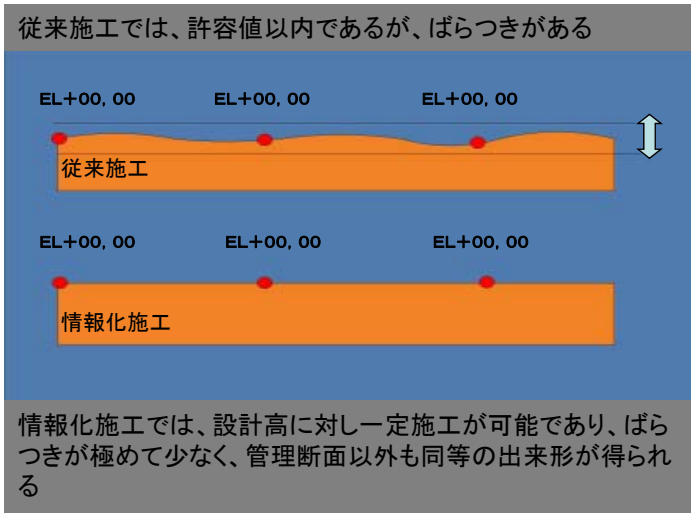 従来施工では、許容値以内であるが、ばらつきがある
EL+00, 00 EL+00, 00 EL+00, 00
従来施工
EL+00, 00 EL+00, 00 EL+00, 00
情報化施工
情報化施工では、設計高に対し一定施工が可能であり、ばら
つきが極めて少なく、管理断面以外も同等の出来形が得られ
る